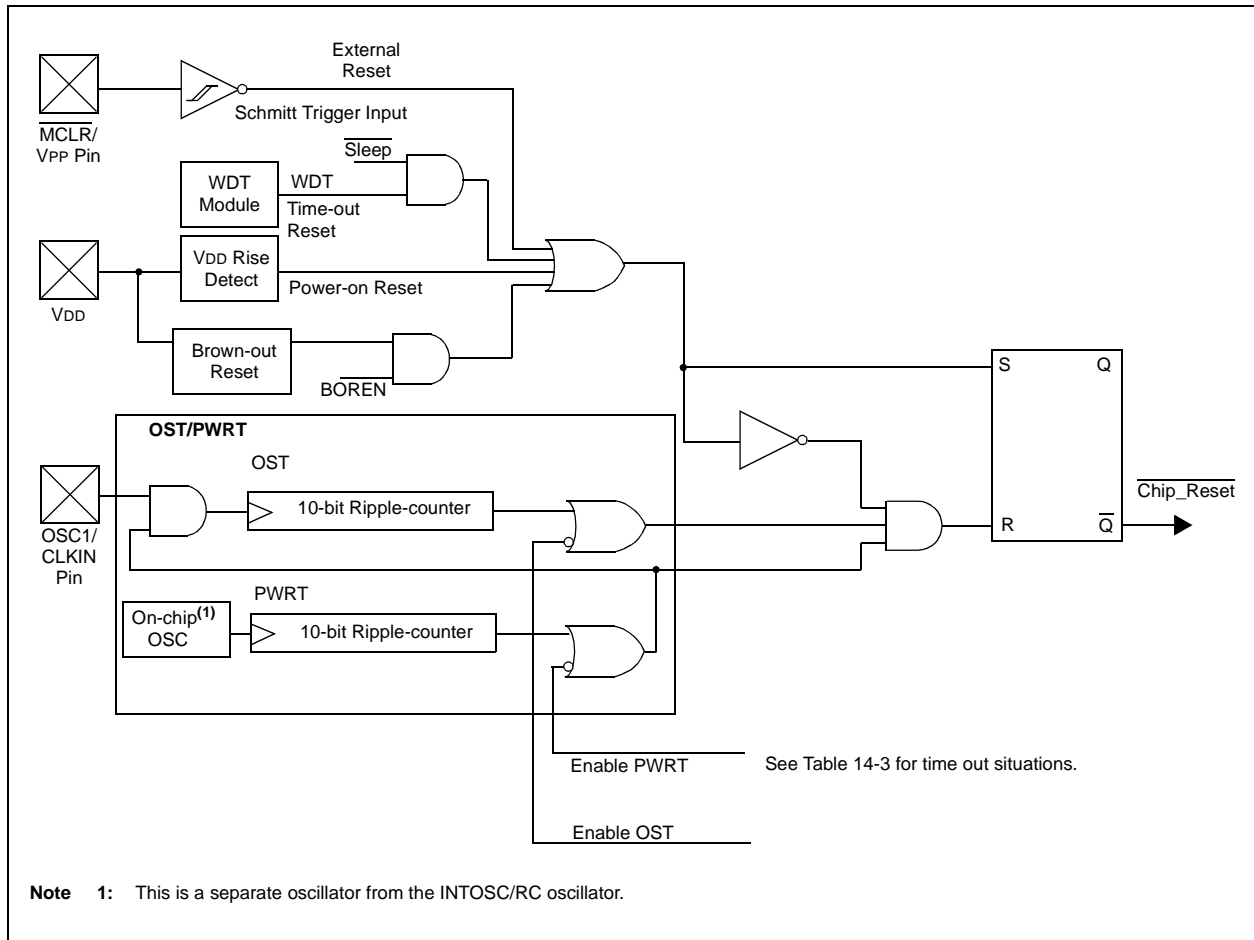 External
Reset
Schmitt Trigger Input
MCLR/
VPP Pin
Sleep
WDT
Module
WDT
Time-out
Reset
VDD Rise
Detect
Power-on Reset
VDD
Brown-out
Reset
BOREN
S
Q
OST/PWRT
OST
10-bit Ripple-counter
OSC1/
CLKIN
Pin
Chip_Reset
R
Q̅
PWRT
On-chip(1)
OSC
10-bit Ripple-counter
Enable PWRT
See Table 14-3 for time out situations.
Enable OST
Note 1: This is a separate oscillator from the INTOSC/RC oscillator.